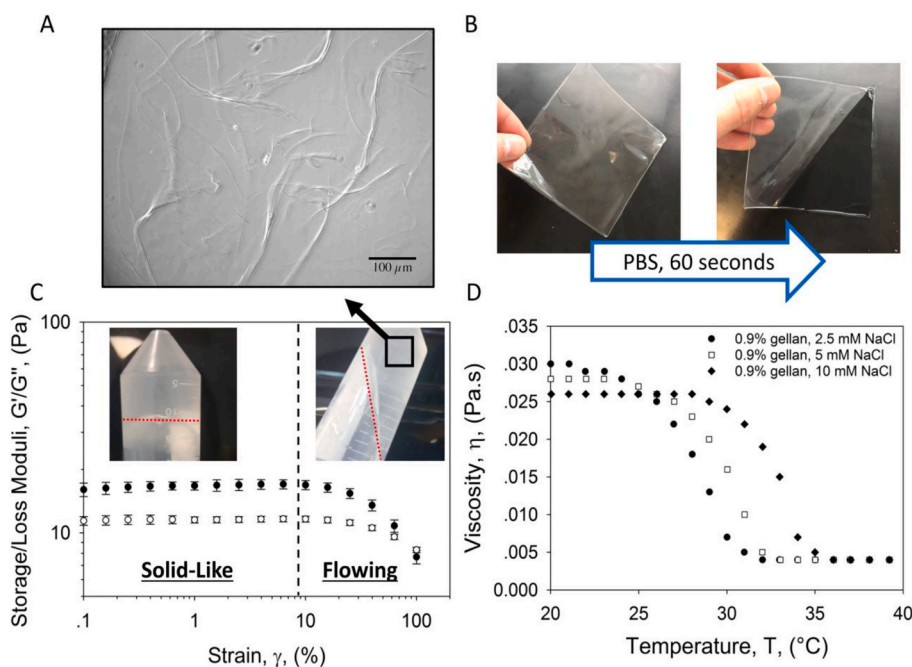 A
B
100 μm
PBS, 60 seconds
C
D
Storage/Loss Moduli, G'/G'', (Pa)
100
10
Solid-Like
Flowing
.1
1
10
100
Strain, γ, (%)
Viscosity, η, (Pa.s)
.035
.030
.025
.020
.015
.010
.005
0.000
0.9% gellan, 2.5 mM NaCl
0.9% gellan, 5 mM NaCl
0.9% gellan, 10 mM NaCl
20
25
30
35
40
Temperature, T, (°C)